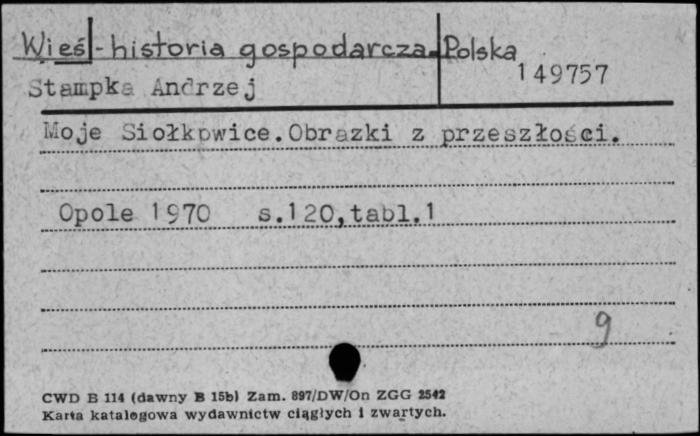 Wieś - historia gospodarcza - Polska
149757
Stampka Andrzej
Moje Siołkowice.Obrazki z przeszłości.
Opole 1970 s.120,tabl.1
9
CWD B 114 (dawny B 15b) Zam. 897/DW/On ZGG 2542
Karta katalogowa wydawnictw ciągłych i zwartych.